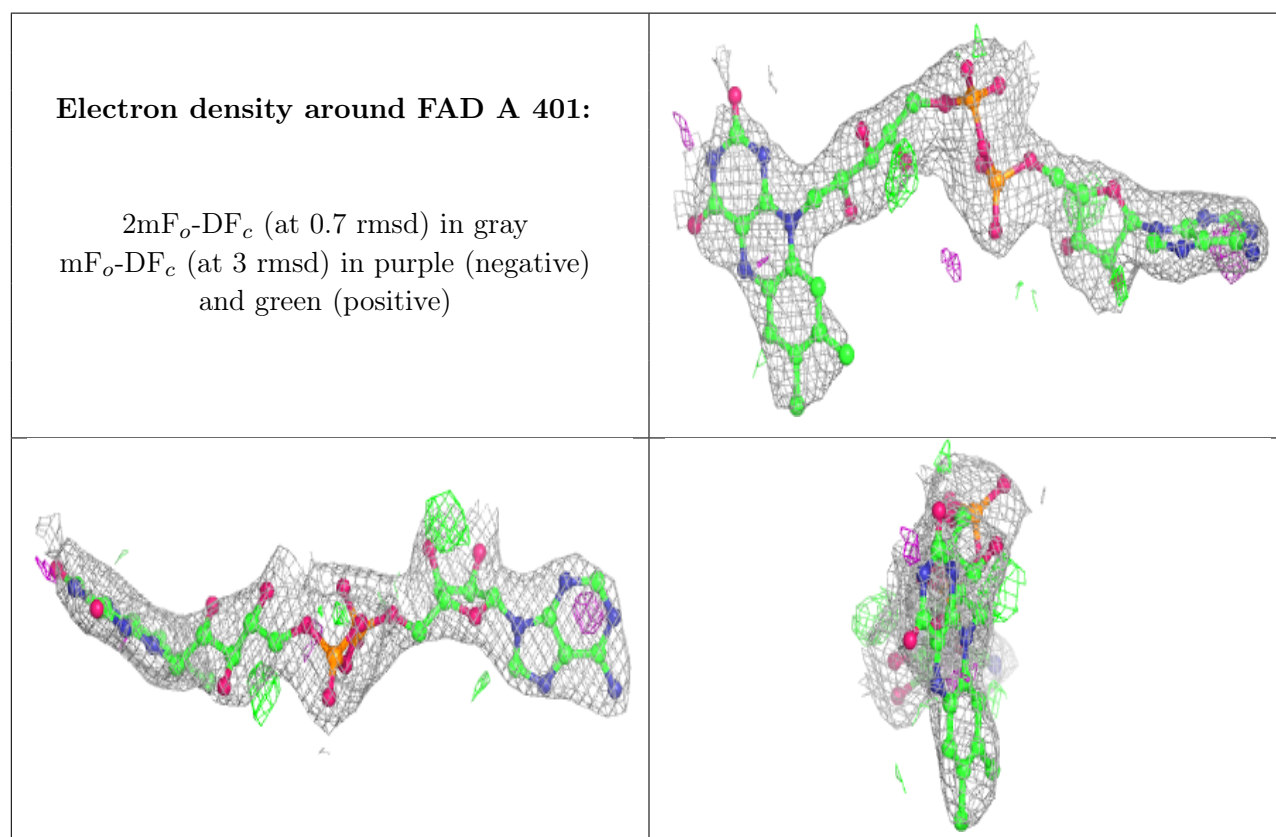 Electron density around FAD A 401:
2mFo-DFc (at 0.7 rmsd) in gray
mFo-DFc (at 3 rmsd) in purple (negative)
and green (positive)